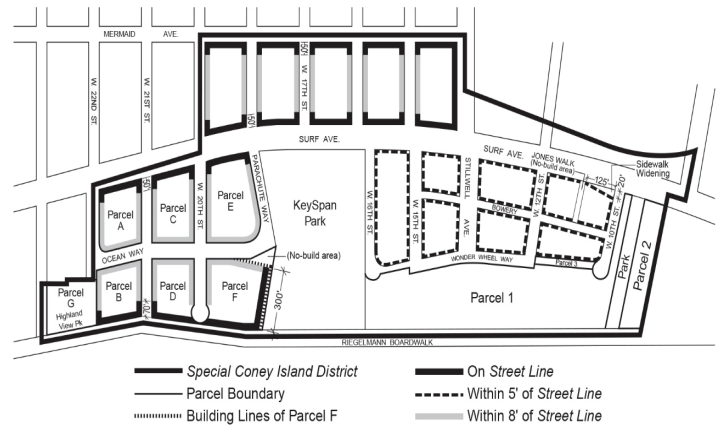 MERMAID AVE.
W. 22ND ST.
W. 21ST ST.
50'
W. 17TH ST.
50'
SURF AVE.
SURF AVE.
JONES WALK
(No-build area)
125'
20'
Sidewalk
Widening
50'
W. 20TH ST.
PARACHUTE WAY
Parcel
A
Parcel
C
Parcel
E
KeySpan
Park
W. 16TH ST.
W. 15TH ST.
STILLWELL
AVE.
BOWERY
W. 12TH ST.
W. 10TH ST.
OCEAN WAY
(No-build area)
WONDER WHEEL WAY
Parcel 3
Park
Parcel 2
Parcel
G
Highland
View Pk
Parcel
B
70'
Parcel
D
Parcel
F
300'
Parcel 1
RIEGELMANN BOARDWALK
Special Coney Island District
Parcel Boundary
Building Lines of Parcel F
On Street Line
Within 5' of Street Line
Within 8' of Street Line